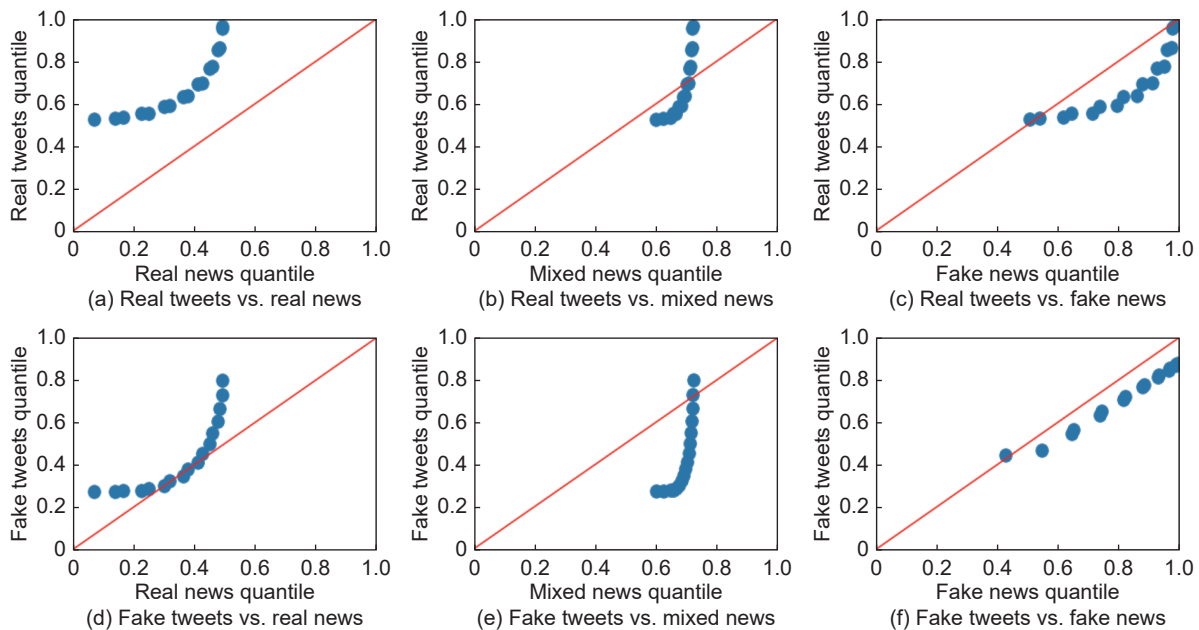 1.0
0.8
0.6
0.4
0.2
0
Real tweets quantile
0 0.2 0.4 0.6 0.8 1.0
Real news quantile
(a) Real tweets vs. real news
1.0
0.8
0.6
0.4
0.2
0
Real tweets quantile
0 0.2 0.4 0.6 0.8 1.0
Mixed news quantile
(b) Real tweets vs. mixed news
1.0
0.8
0.6
0.4
0.2
0
Real tweets quantile
0 0.2 0.4 0.6 0.8 1.0
Fake news quantile
(c) Real tweets vs. fake news
1.0
0.8
0.6
0.4
0.2
0
Fake tweets quantile
0 0.2 0.4 0.6 0.8 1.0
Real news quantile
(d) Fake tweets vs. real news
1.0
0.8
0.6
0.4
0.2
0
Fake tweets quantile
0 0.2 0.4 0.6 0.8 1.0
Mixed news quantile
(e) Fake tweets vs. mixed news
1.0
0.8
0.6
0.4
0.2
0
Fake tweets quantile
0 0.2 0.4 0.6 0.8 1.0
Fake news quantile
(f) Fake tweets vs. fake news